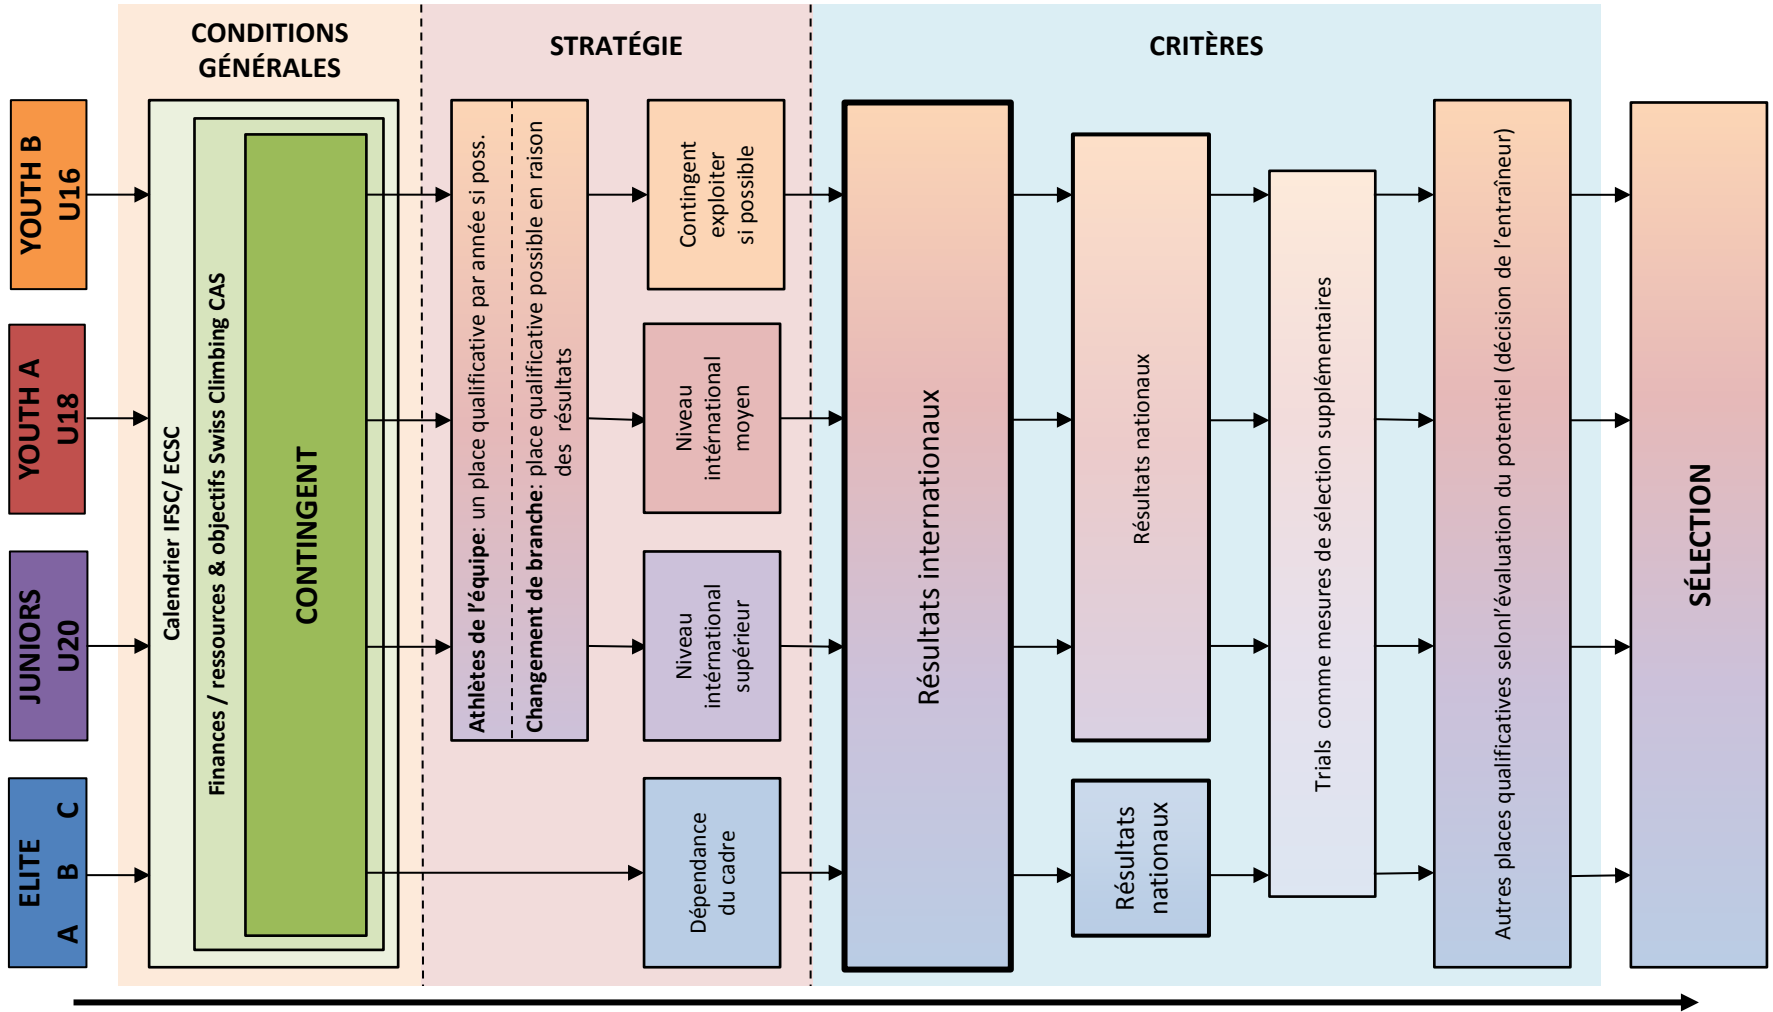 CONDITIONS
GÉNÉRALES
STRATÉGIE
CRITÈRES
YOUTH B
U16
YOUTH A
U18
JUNIORS
U20
ELITE
A B C
Calendrier IFSC/ ECSC
Finances / ressources & objectifs Swiss Climbing CAS
CONTINGENT
Athlètes de l'équipe: un place qualificative par année si poss.
Changement de branche: place qualificative possible en raison
des résultats
Contingent
exploiter
si possible
Niveau
intérnational
moyen
Niveau
intérnational
supérieur
Dépendance
du cadre
Résultats internationaux
Résultats nationaux
Résultats
nationaux
Trials comme mesures de sélection supplémentaires
Autres places qualificatives selonl'évaluation du potentiel (décision de l'entraîneur)
SÉLECTION